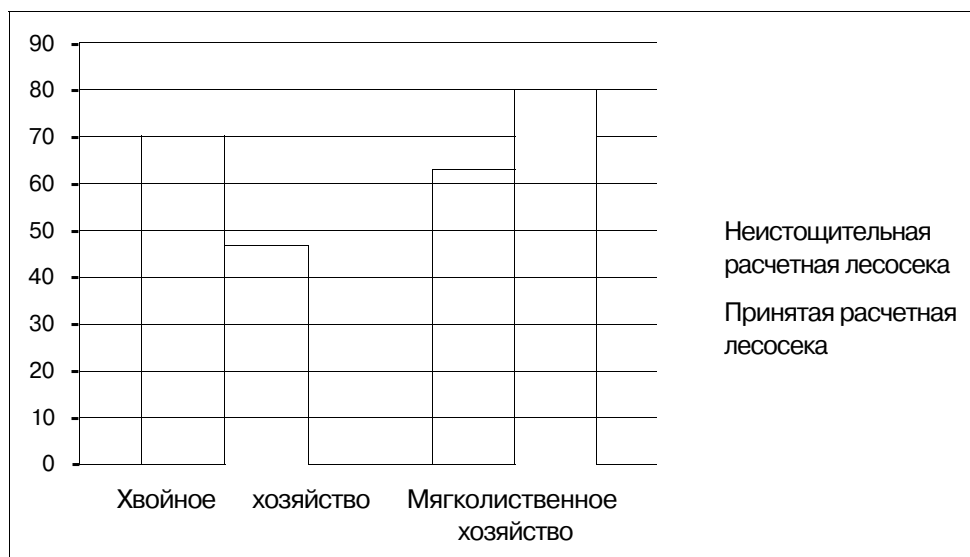 90
80
70
60
50
40
30
20
10
0
Хвойное хозяйство
Мягколиственное
хозяйство
Неистощительная
расчетная лесосека
Принятая расчетная
лесосека